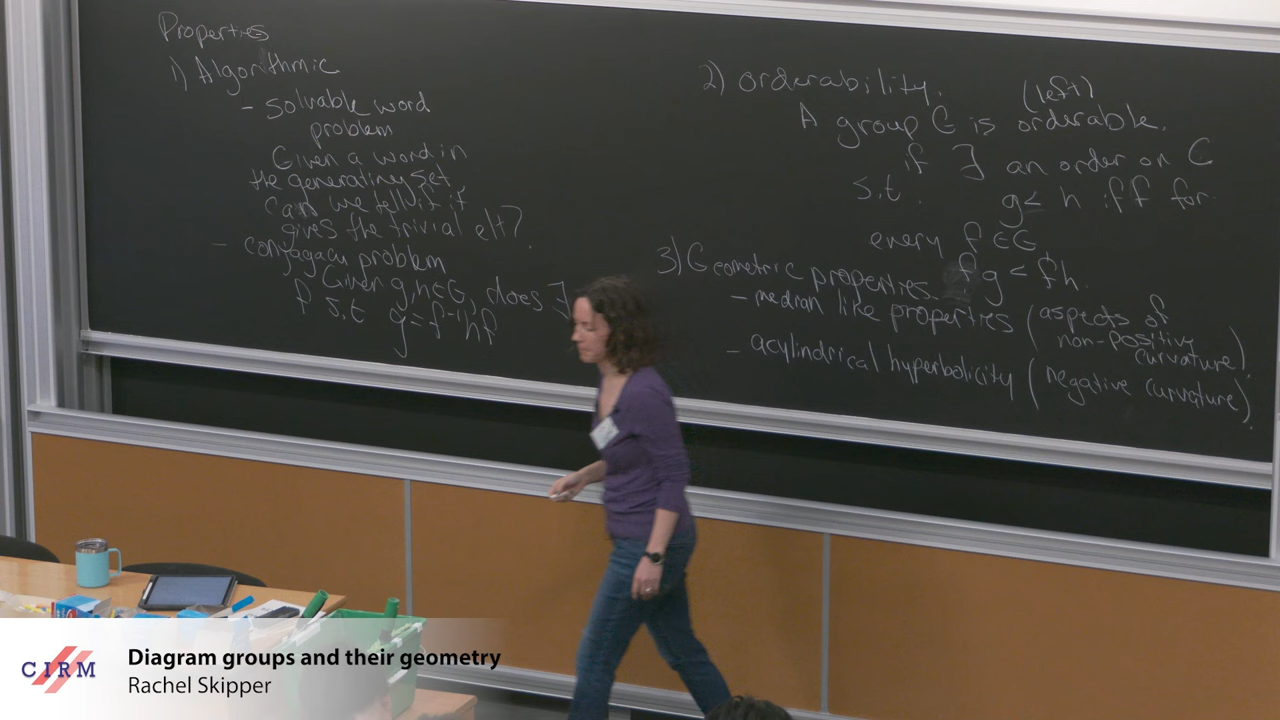 Properties
1) Algorithmic
- solvable word
problem
Given a word in
the generating set
can we tell if it
gives the trivial elt?
- conjagacy problem
Given g,h∈G, does ∃
f s.t g=f⁻¹hf
2) orderability.
(left)
A group G is orderable.
if ∃ an order on G
s.t. g< h iff for
every f∈G
fg < fh.
3) Geometric properties.
- median like properties (aspects of
non-positive
curvature).
- acylindrical hyperbolicity (negative curvature).
CIRM
Diagram groups and their geometry
Rachel Skipper